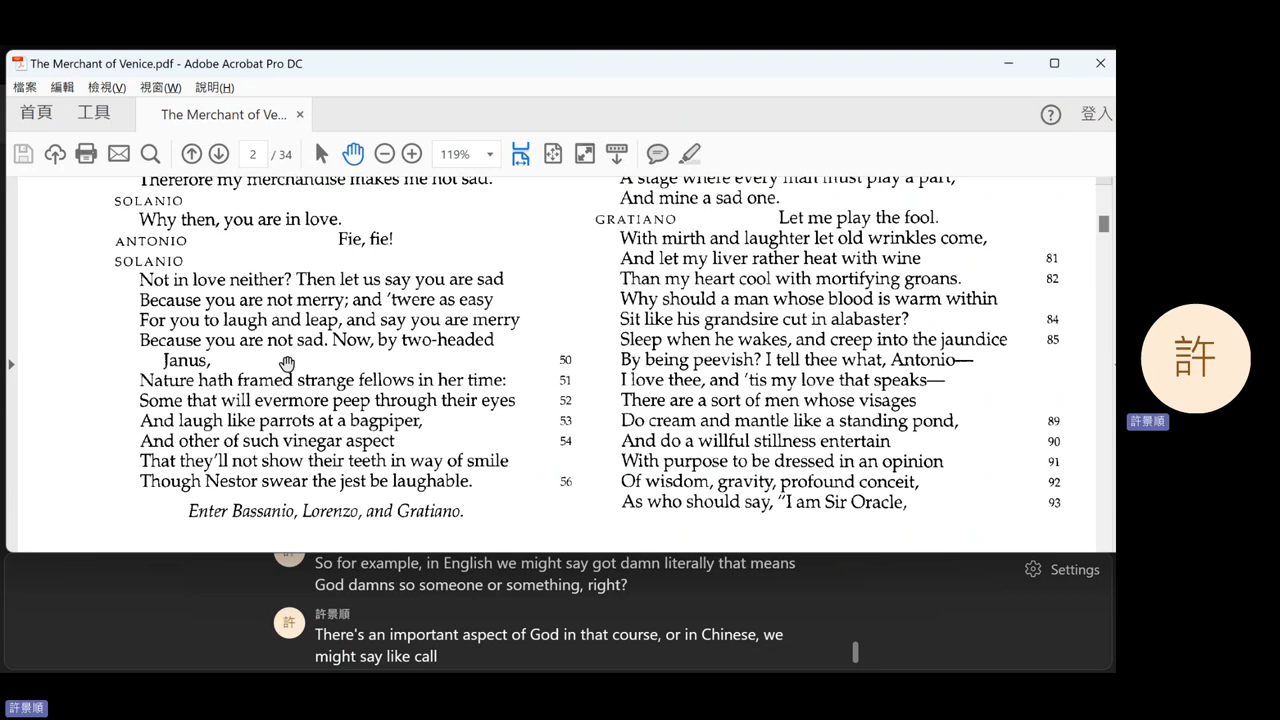 The Merchant of Venice.pdf - Adobe Acrobat Pro DC
檔案 編輯 檢視(V) 視窗(W) 說明(H)
首頁 工具 The Merchant of Ve... × ? 登入
2 / 34 119%
Therefore my merchandise makes me not sad.
SOLANIO
Why then, you are in love.
ANTONIO Fie, fie!
SOLANIO
Not in love neither? Then let us say you are sad
Because you are not merry; and ’twere as easy
For you to laugh and leap, and say you are merry
Because you are not sad. Now, by two-headed
Janus, 50
Nature hath framed strange fellows in her time: 51
Some that will evermore peep through their eyes 52
And laugh like parrots at a bagpiper, 53
And other of such vinegar aspect 54
That they’ll not show their teeth in way of smile
Though Nestor swear the jest be laughable. 56
Enter Bassanio, Lorenzo, and Gratiano.
A stage where every man must play a part,
And mine a sad one.
GRATIANO Let me play the fool.
With mirth and laughter let old wrinkles come,
And let my liver rather heat with wine 81
Than my heart cool with mortifying groans. 82
Why should a man whose blood is warm within
Sit like his grandsire cut in alabaster? 84
Sleep when he wakes, and creep into the jaundice 85
By being peevish? I tell thee what, Antonio—
I love thee, and ’tis my love that speaks—
There are a sort of men whose visages
Do cream and mantle like a standing pond, 89
And do a willful stillness entertain 90
With purpose to be dressed in an opinion 91
Of wisdom, gravity, profound conceit, 92
As who should say, “I am Sir Oracle, 93
許
許景順
So for example, in English we might say got damn literally that means
God damns so someone or something, right?
Settings
許景順
許
There's an important aspect of God in that course, or in Chinese, we
might say like call
許景順